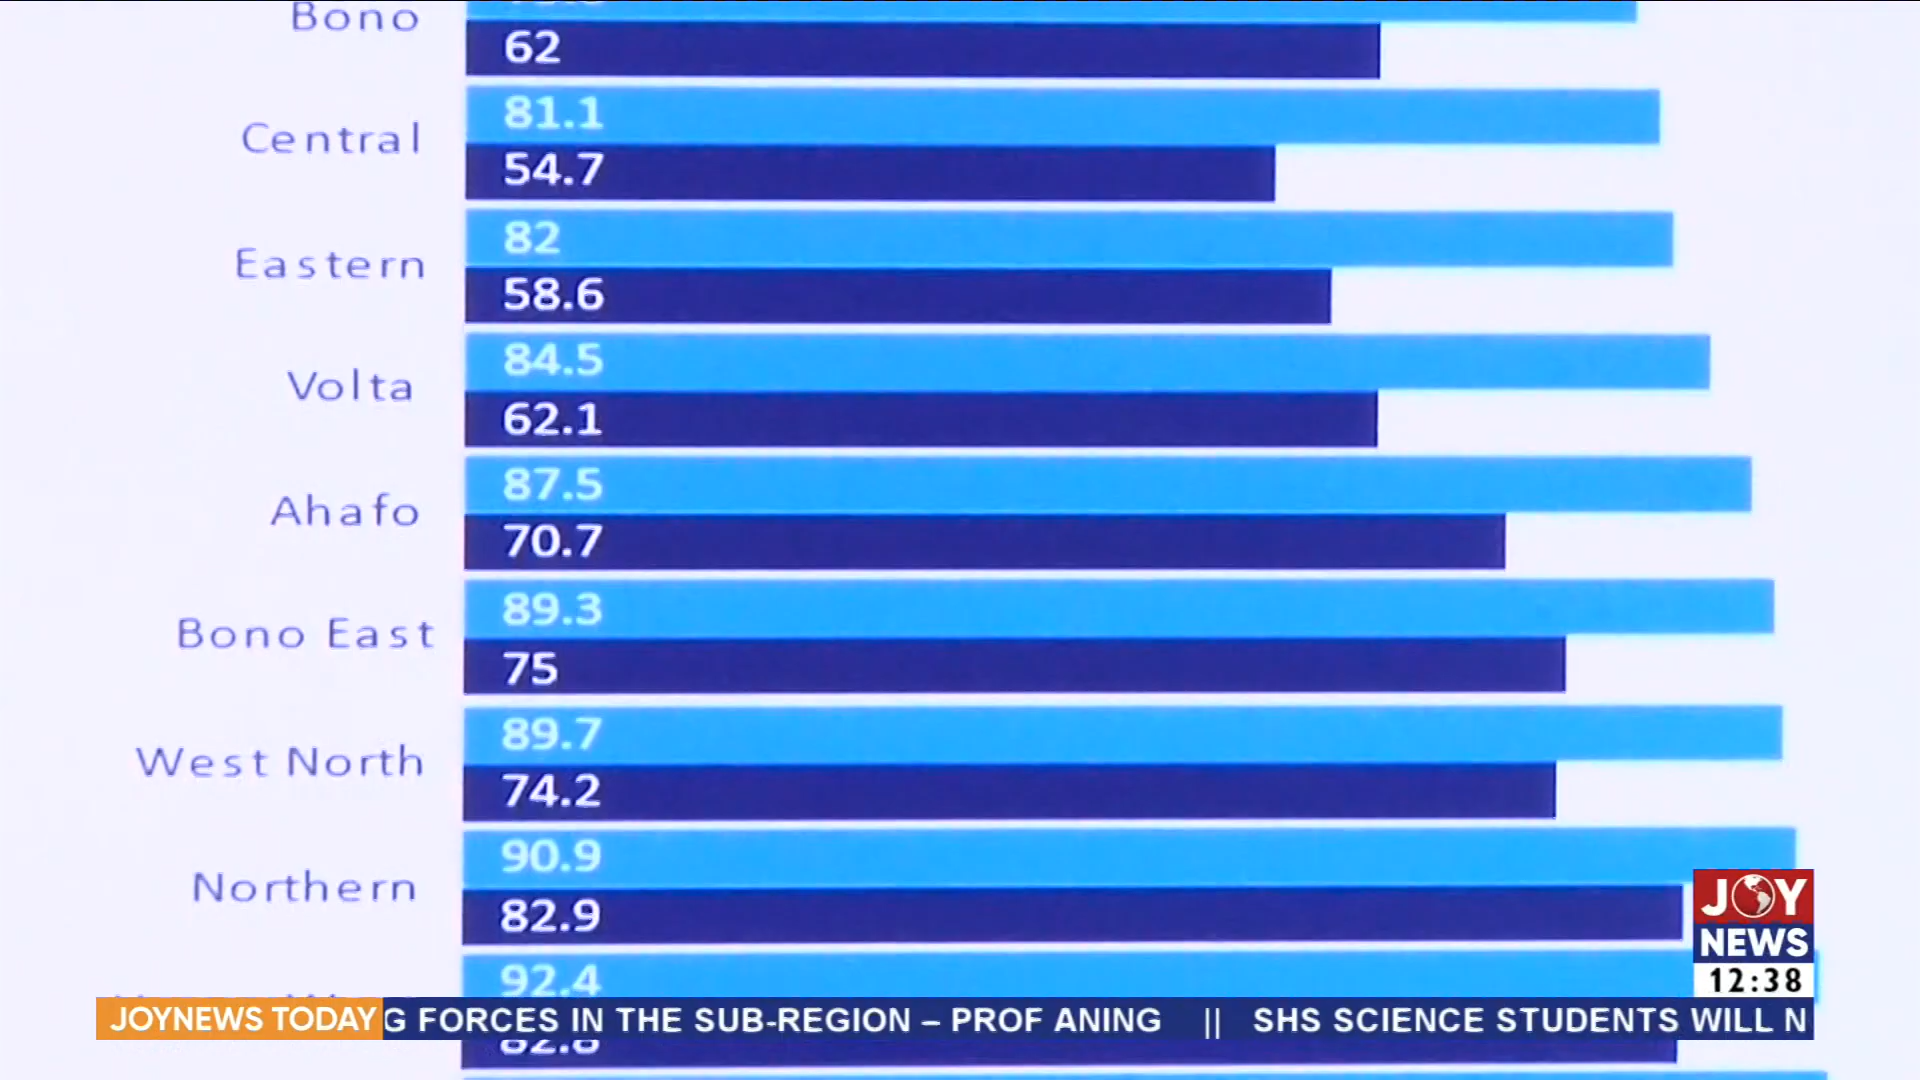 Bono
62
Central
81.1
54.7
Eastern
82
58.6
Volta
84.5
62.1
Ahafo
87.5
70.7
Bono East
89.3
75
West North
89.7
74.2
Northern
90.9
82.9
92.4
JOY
NEWS
12:38
JOYNEWS TODAY
G FORCES IN THE SUB-REGION – PROF ANING || SHS SCIENCE STUDENTS WILL N